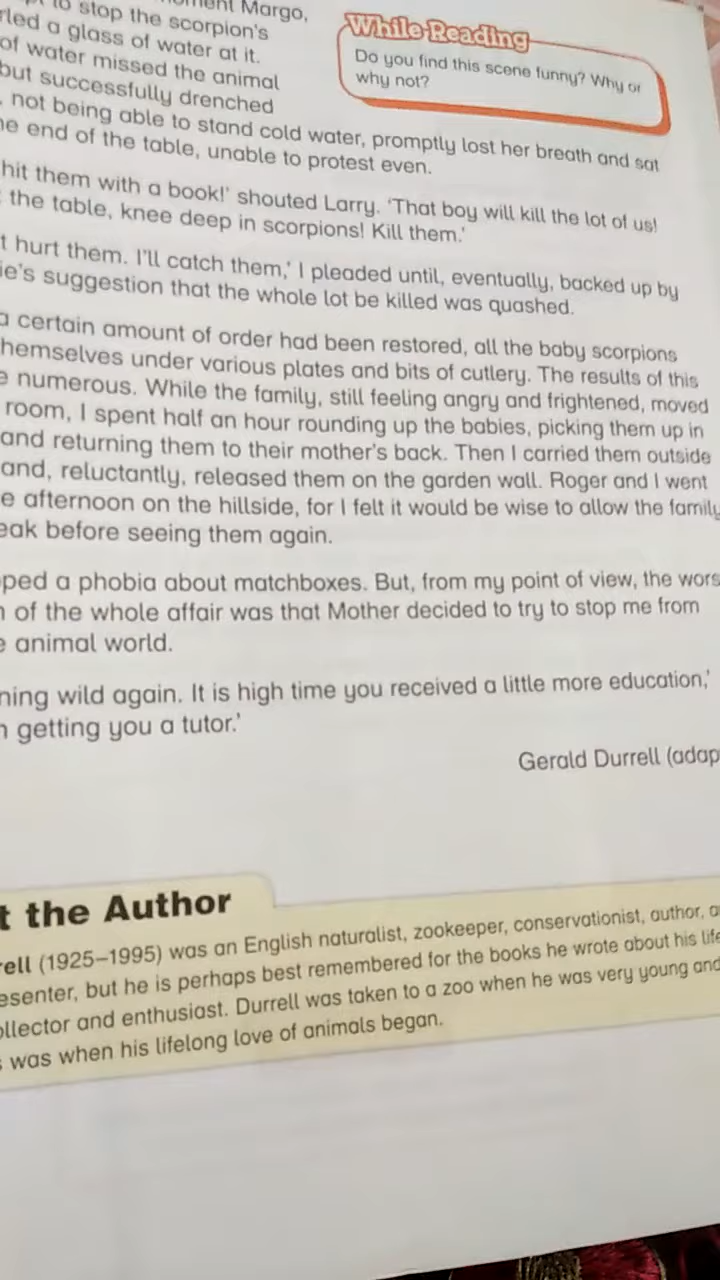 to stop the scorpion's
Margo,
a glass of water at it.
of water missed the animal
but successfully drenched
not being able to stand cold water, promptly lost her breath and sat
end of the table, unable to protest even.
While Reading
Do you find this scene funny? Why or
why not?
hit them with a book!' shouted Larry. 'That boy will kill the lot of us!
the table, knee deep in scorpions! Kill them.'
hurt them. I'll catch them,' I pleaded until, eventually, backed up by
suggestion that the whole lot be killed was quashed.
a certain amount of order had been restored, all the baby scorpions
themselves under various plates and bits of cutlery. The results of this
numerous. While the family, still feeling angry and frightened, moved
room, I spent half an hour rounding up the babies, picking them up in
and returning them to their mother's back. Then I carried them outside
and, reluctantly, released them on the garden wall. Roger and I went
afternoon on the hillside, for I felt it would be wise to allow the family
before seeing them again.
a phobia about matchboxes. But, from my point of view, the wors
of the whole affair was that Mother decided to try to stop me from
animal world.
wild again. It is high time you received a little more education,'
getting you a tutor.'
Gerald Durrell (adap
the Author
rell (1925–1995) was an English naturalist, zookeeper, conservationist, author, a
esenter, but he is perhaps best remembered for the books he wrote about his life
ollector and enthusiast. Durrell was taken to a zoo when he was very young and
was when his lifelong love of animals began.